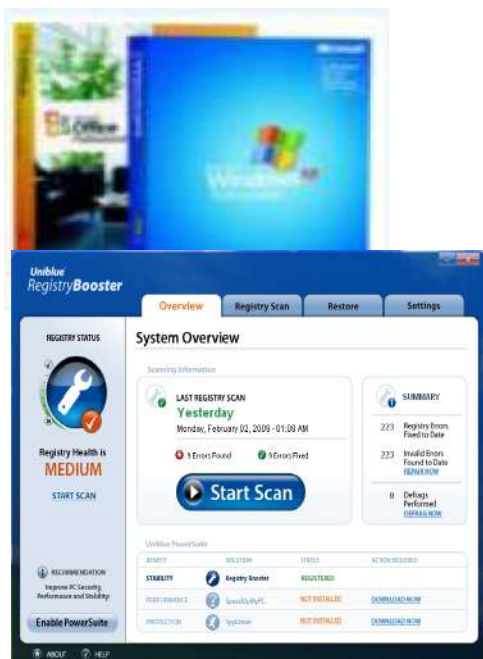 Microsoft
Office
Windows xp
Uniblue
RegistryBooster
Overview
Registry Scan
Restore
Settings
REGISTRY STATUS
Registry Health is
MEDIUM
START SCAN
RECOMMENDATION
Improve PC Security
Performance and Stability
Enable PowerSuite
ABOUT
HELP
System Overview
Scanning Information
LAST REGISTRY SCAN
Yesterday
Monday, February 02, 2009 - 01:09 AM
9 Errors Found
9 Errors Fixed
Start Scan
SUMMARY
223 Registry Errors
Fixed to Date
223 Invalid Errors
Found to Date
REPAIR NOW
0 Defrags
Performed
DEFRAG NOW
Uniblue PowerSuite
BENEFIT SOLUTION STATUS ACTION REQUIRED
STABILITY Registry Booster REGISTERED
PERFORMANCE SpeedUpMyPC NOT INSTALLED DOWNLOAD NOW
PROTECTION SpyEraser NOT INSTALLED DOWNLOAD NOW